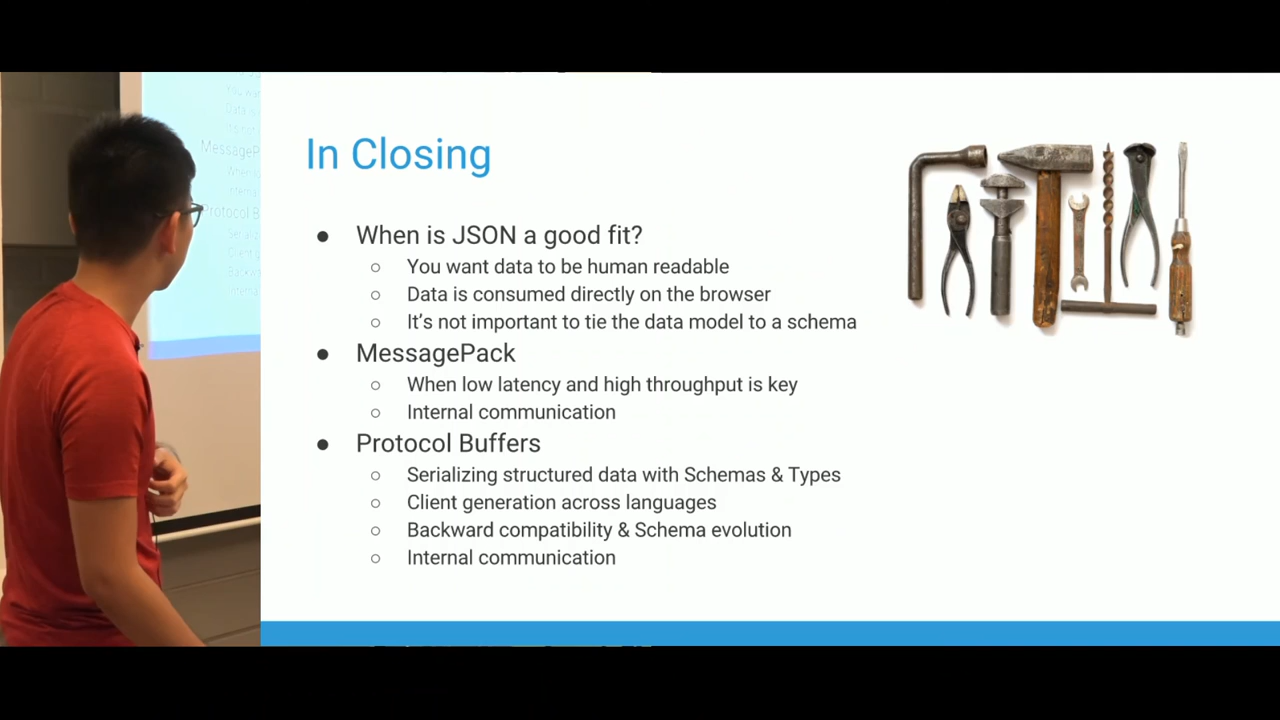 In Closing
● When is JSON a good fit?
○ You want data to be human readable
○ Data is consumed directly on the browser
○ It's not important to tie the data model to a schema
● MessagePack
○ When low latency and high throughput is key
○ Internal communication
● Protocol Buffers
○ Serializing structured data with Schemas & Types
○ Client generation across languages
○ Backward compatibility & Schema evolution
○ Internal communication